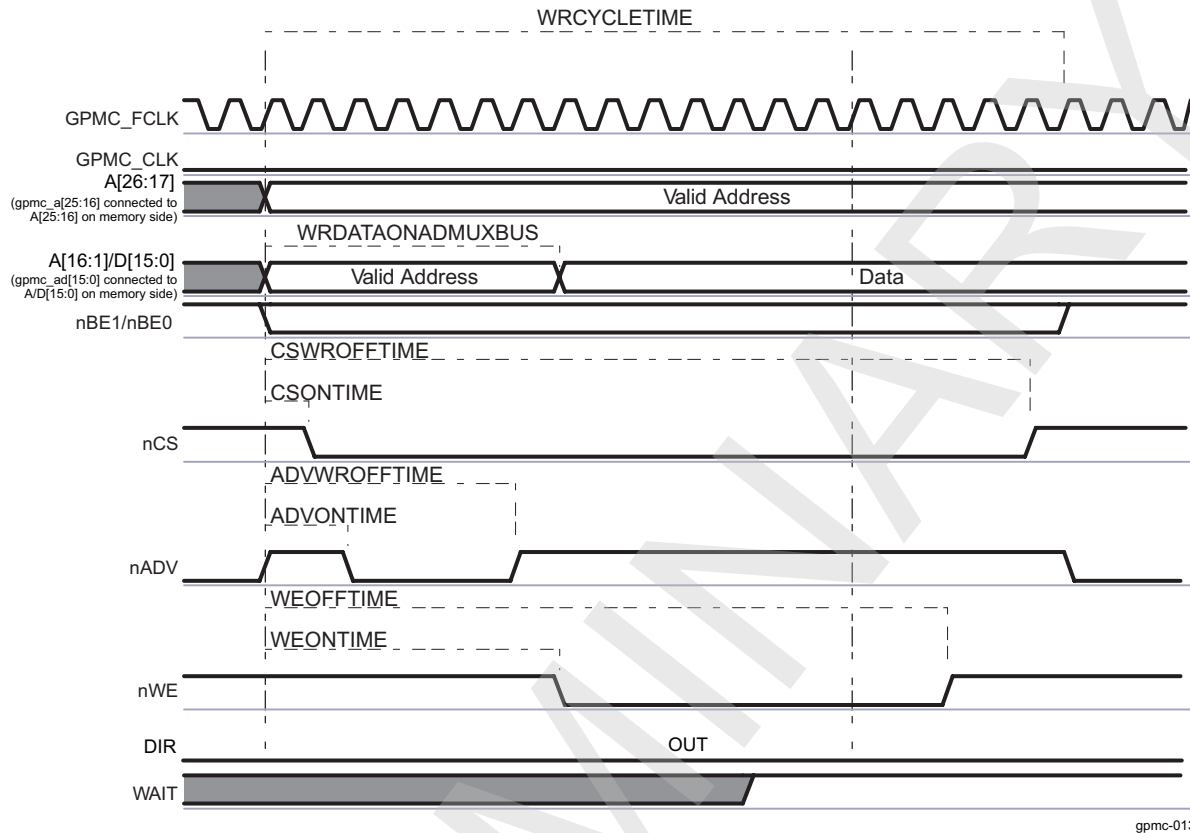 WRCYCLETIME
GPMC_FCLK
GPMC_CLK
A[26:17]
(gpmc_a[25:16] connected to
A[25:16] on memory side)
Valid Address
WRDATAONADMUXBUS
A[16:1]/D[15:0]
(gpmc_ad[15:0] connected to
A/D[15:0] on memory side)
Valid Address
Data
nBE1/nBE0
CSWROFFTIME
CSONTIME
nCS
ADVWROFFTIME
ADVONTIME
nADV
WEOFFTIME
WEONTIME
nWE
DIR
OUT
WAIT
gpmc-013
MINARY